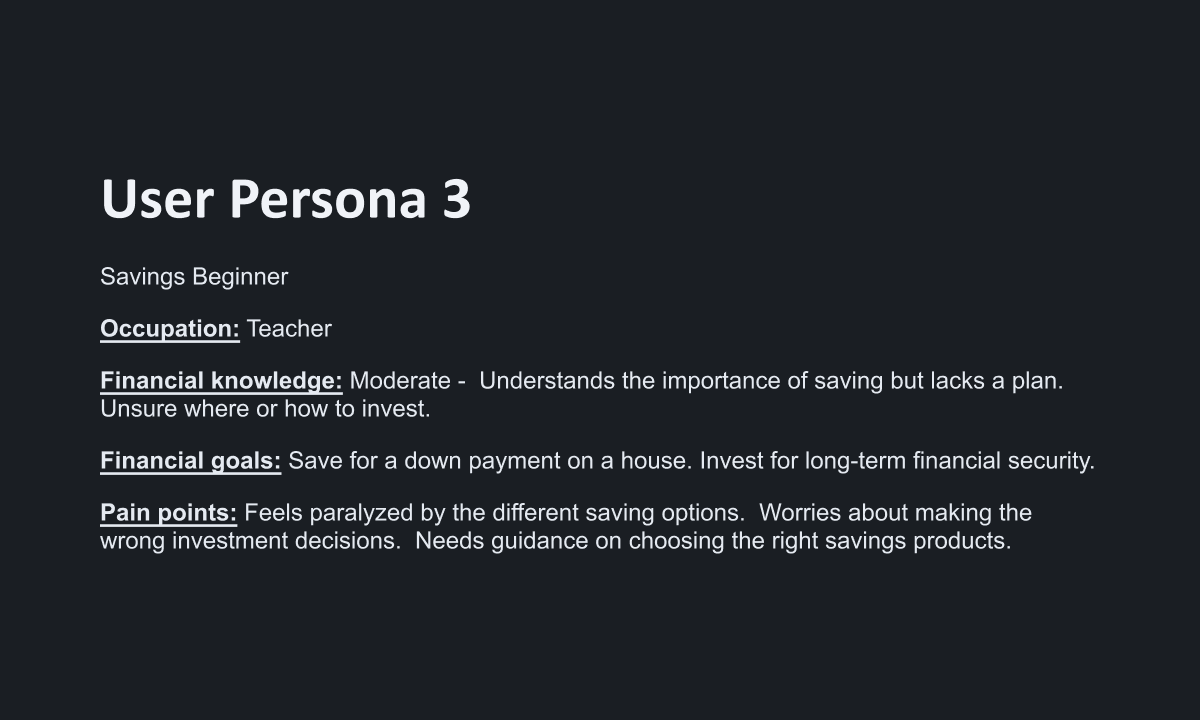 User Persona 3
Savings Beginner
Occupation: Teacher
Financial knowledge: Moderate -  Understands the importance of saving but lacks a plan.
Unsure where or how to invest.
Financial goals: Save for a down payment on a house. Invest for long-term financial security.
Pain points: Feels paralyzed by the different saving options.  Worries about making the
wrong investment decisions.  Needs guidance on choosing the right savings products.